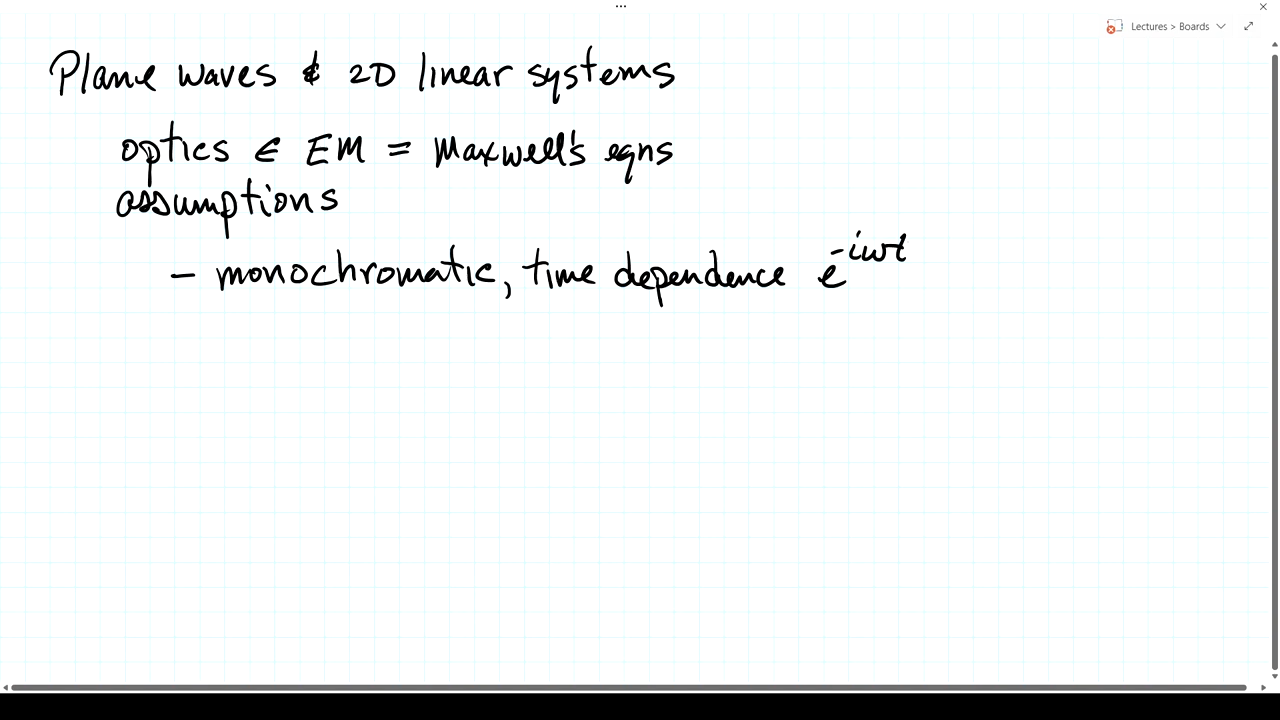 Lectures > Boards
Plane waves & 2D linear systems
optics ∈ EM = Maxwell's eqns
assumptions
- monochromatic, time dependence e^{-iωt}